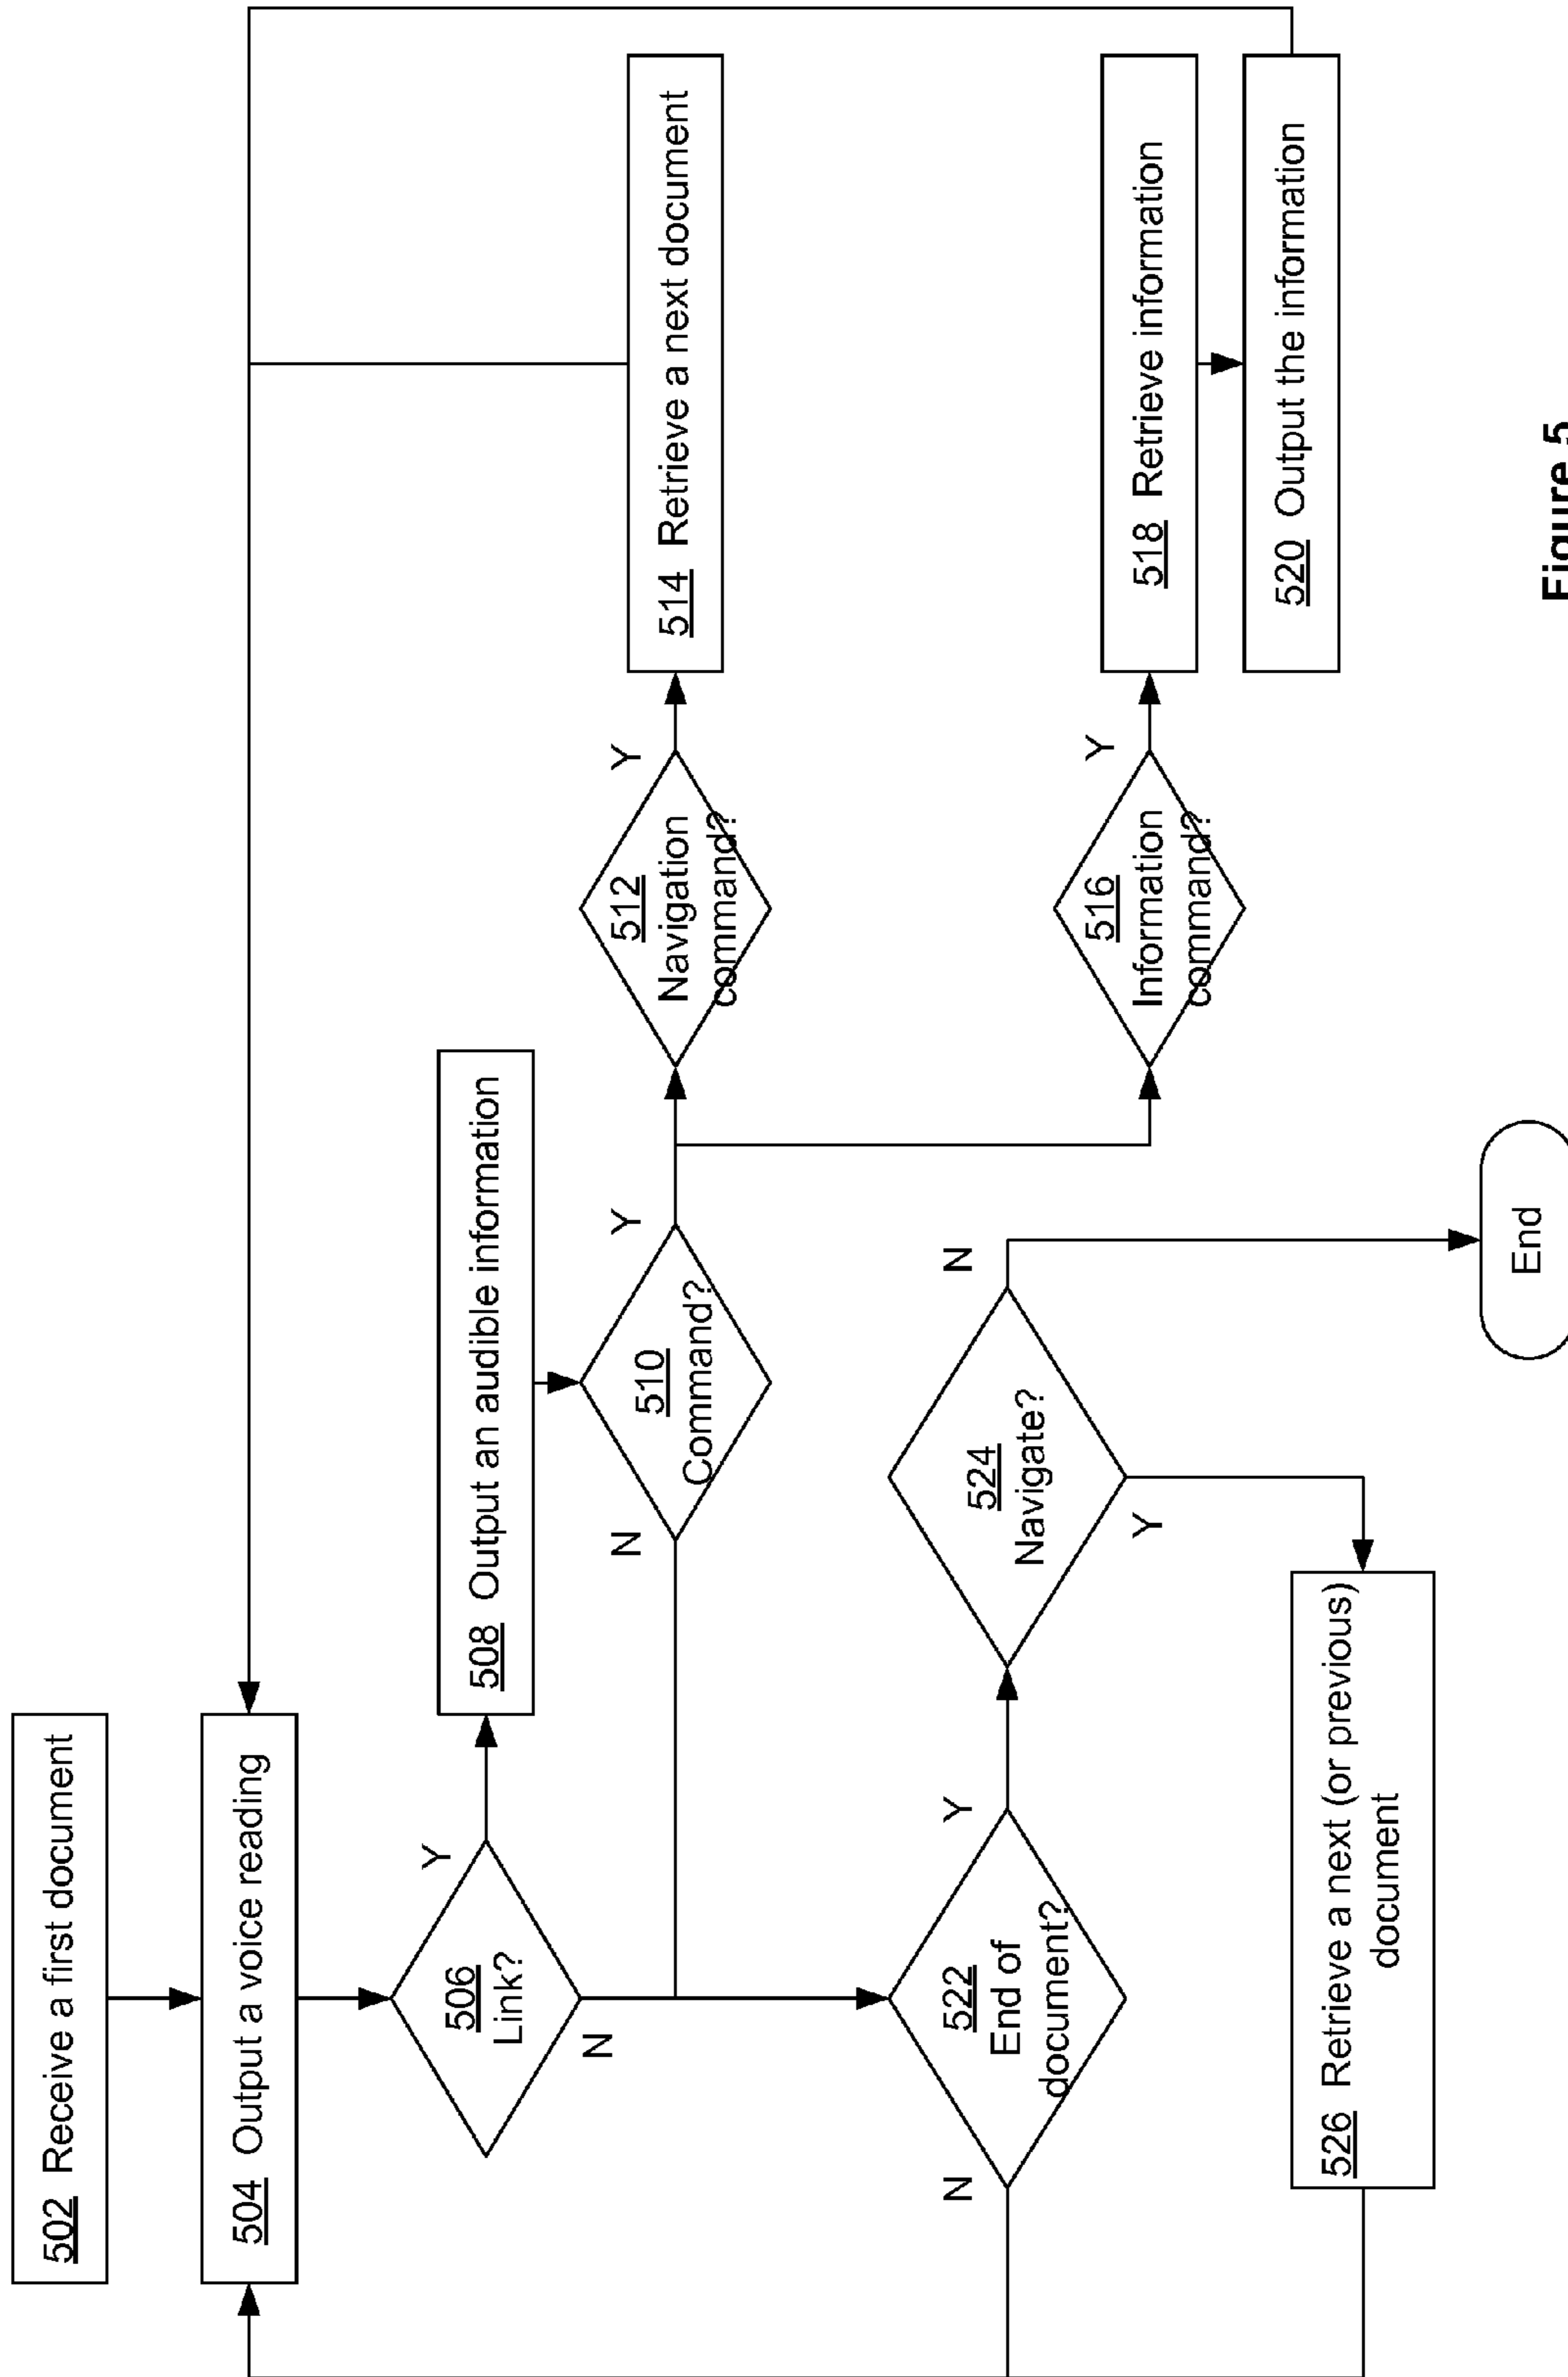 502 Receive a first document
504 Output a voice reading
506
Link?
Y
N
508 Output an audible information
510
Command?
N
Y
512
Navigation
command?
Y
514 Retrieve a next document
516
Information
command?
Y
518 Retrieve information
520 Output the information
522
End of
document?
N
Y
524
Navigate?
N
Y
526 Retrieve a next (or previous)
document
End
Figure 5